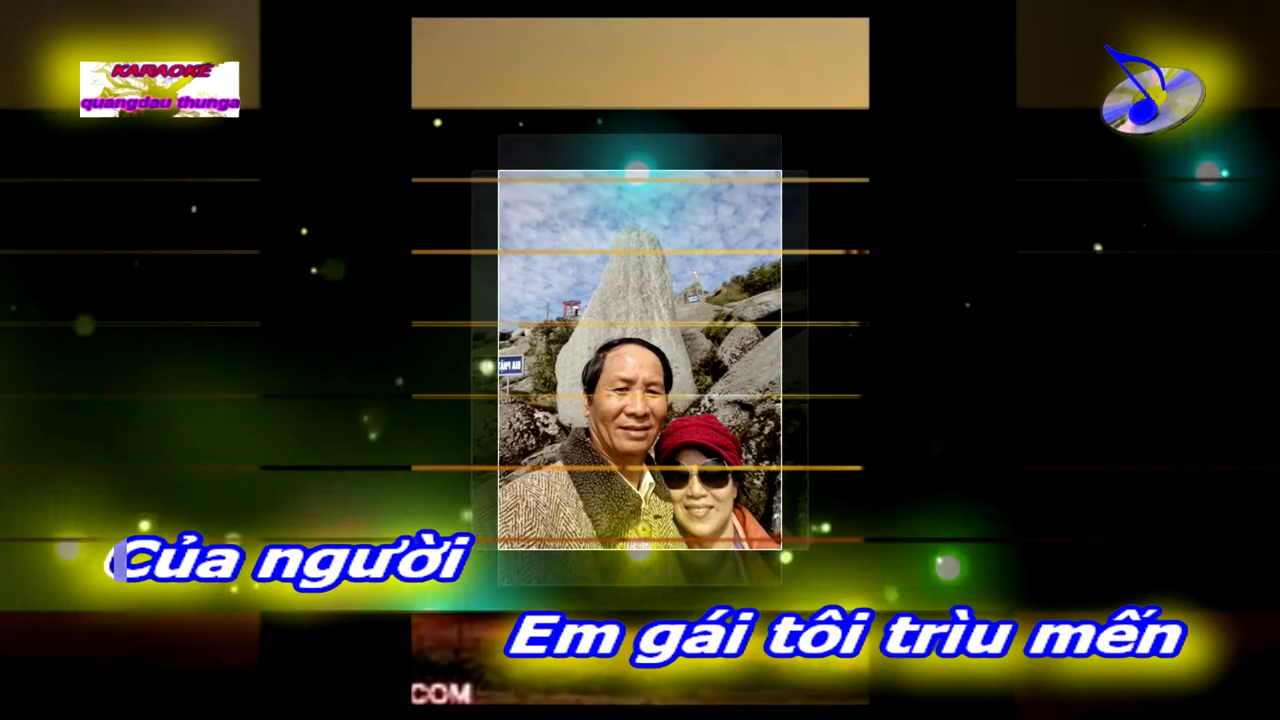 KARAOKE
quangdau thunga
Của người
Em gái tôi trìu mến
COM